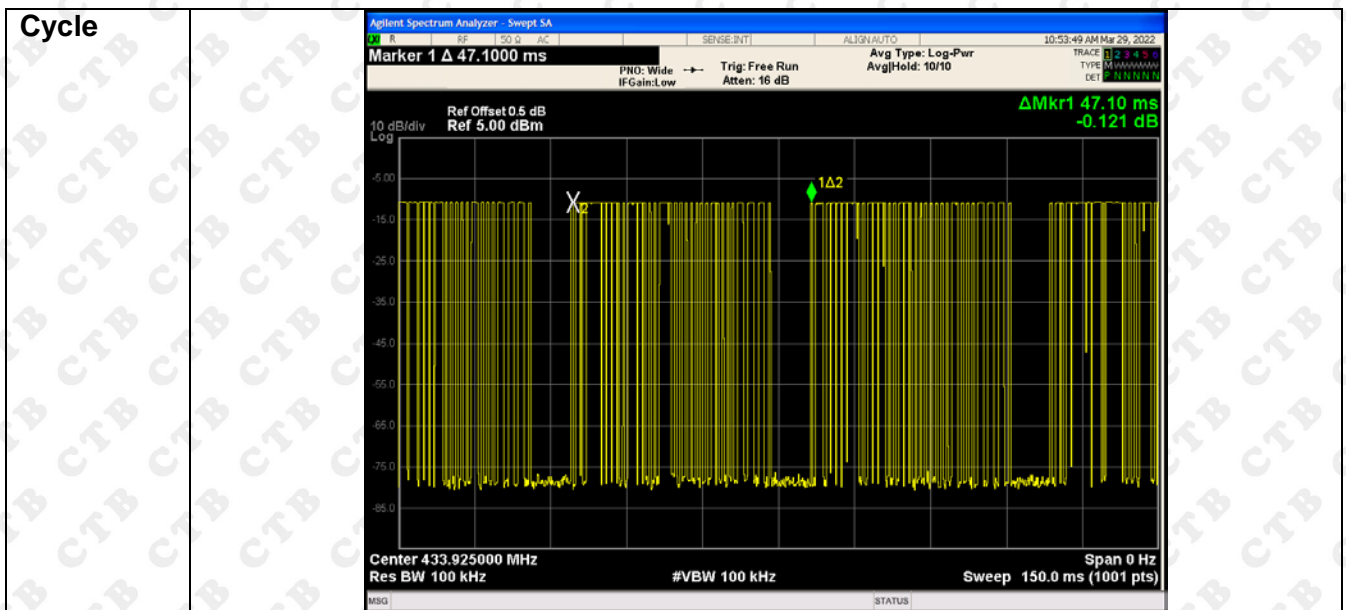 Cycle
Agilent Spectrum Analyzer - Swept SA
R RF 50 Ω AC SENSE:INT ALIGNAUTO 10:53:49 AM Mar 29, 2022
Marker 1 Δ 47.1000 ms
PNO: Wide Trig: Free Run Avg Type: Log-Pwr TRACE 1 2 3 4 5 6
IFGain:Low Atten: 16 dB Avg|Hold: 10/10 TYPE M
DET P N N N N N
ΔMkr1 47.10 ms
-0.121 dB
Ref Offset 0.5 dB
10 dB/div Ref 5.00 dBm
Log
-5.00
1Δ2
X2
-15.0
-25.0
-35.0
-45.0
-55.0
-65.0
-75.0
-85.0
Center 433.925000 MHz Span 0 Hz
Res BW 100 kHz #VBW 100 kHz Sweep 150.0 ms (1001 pts)
MSG STATUS
CTB